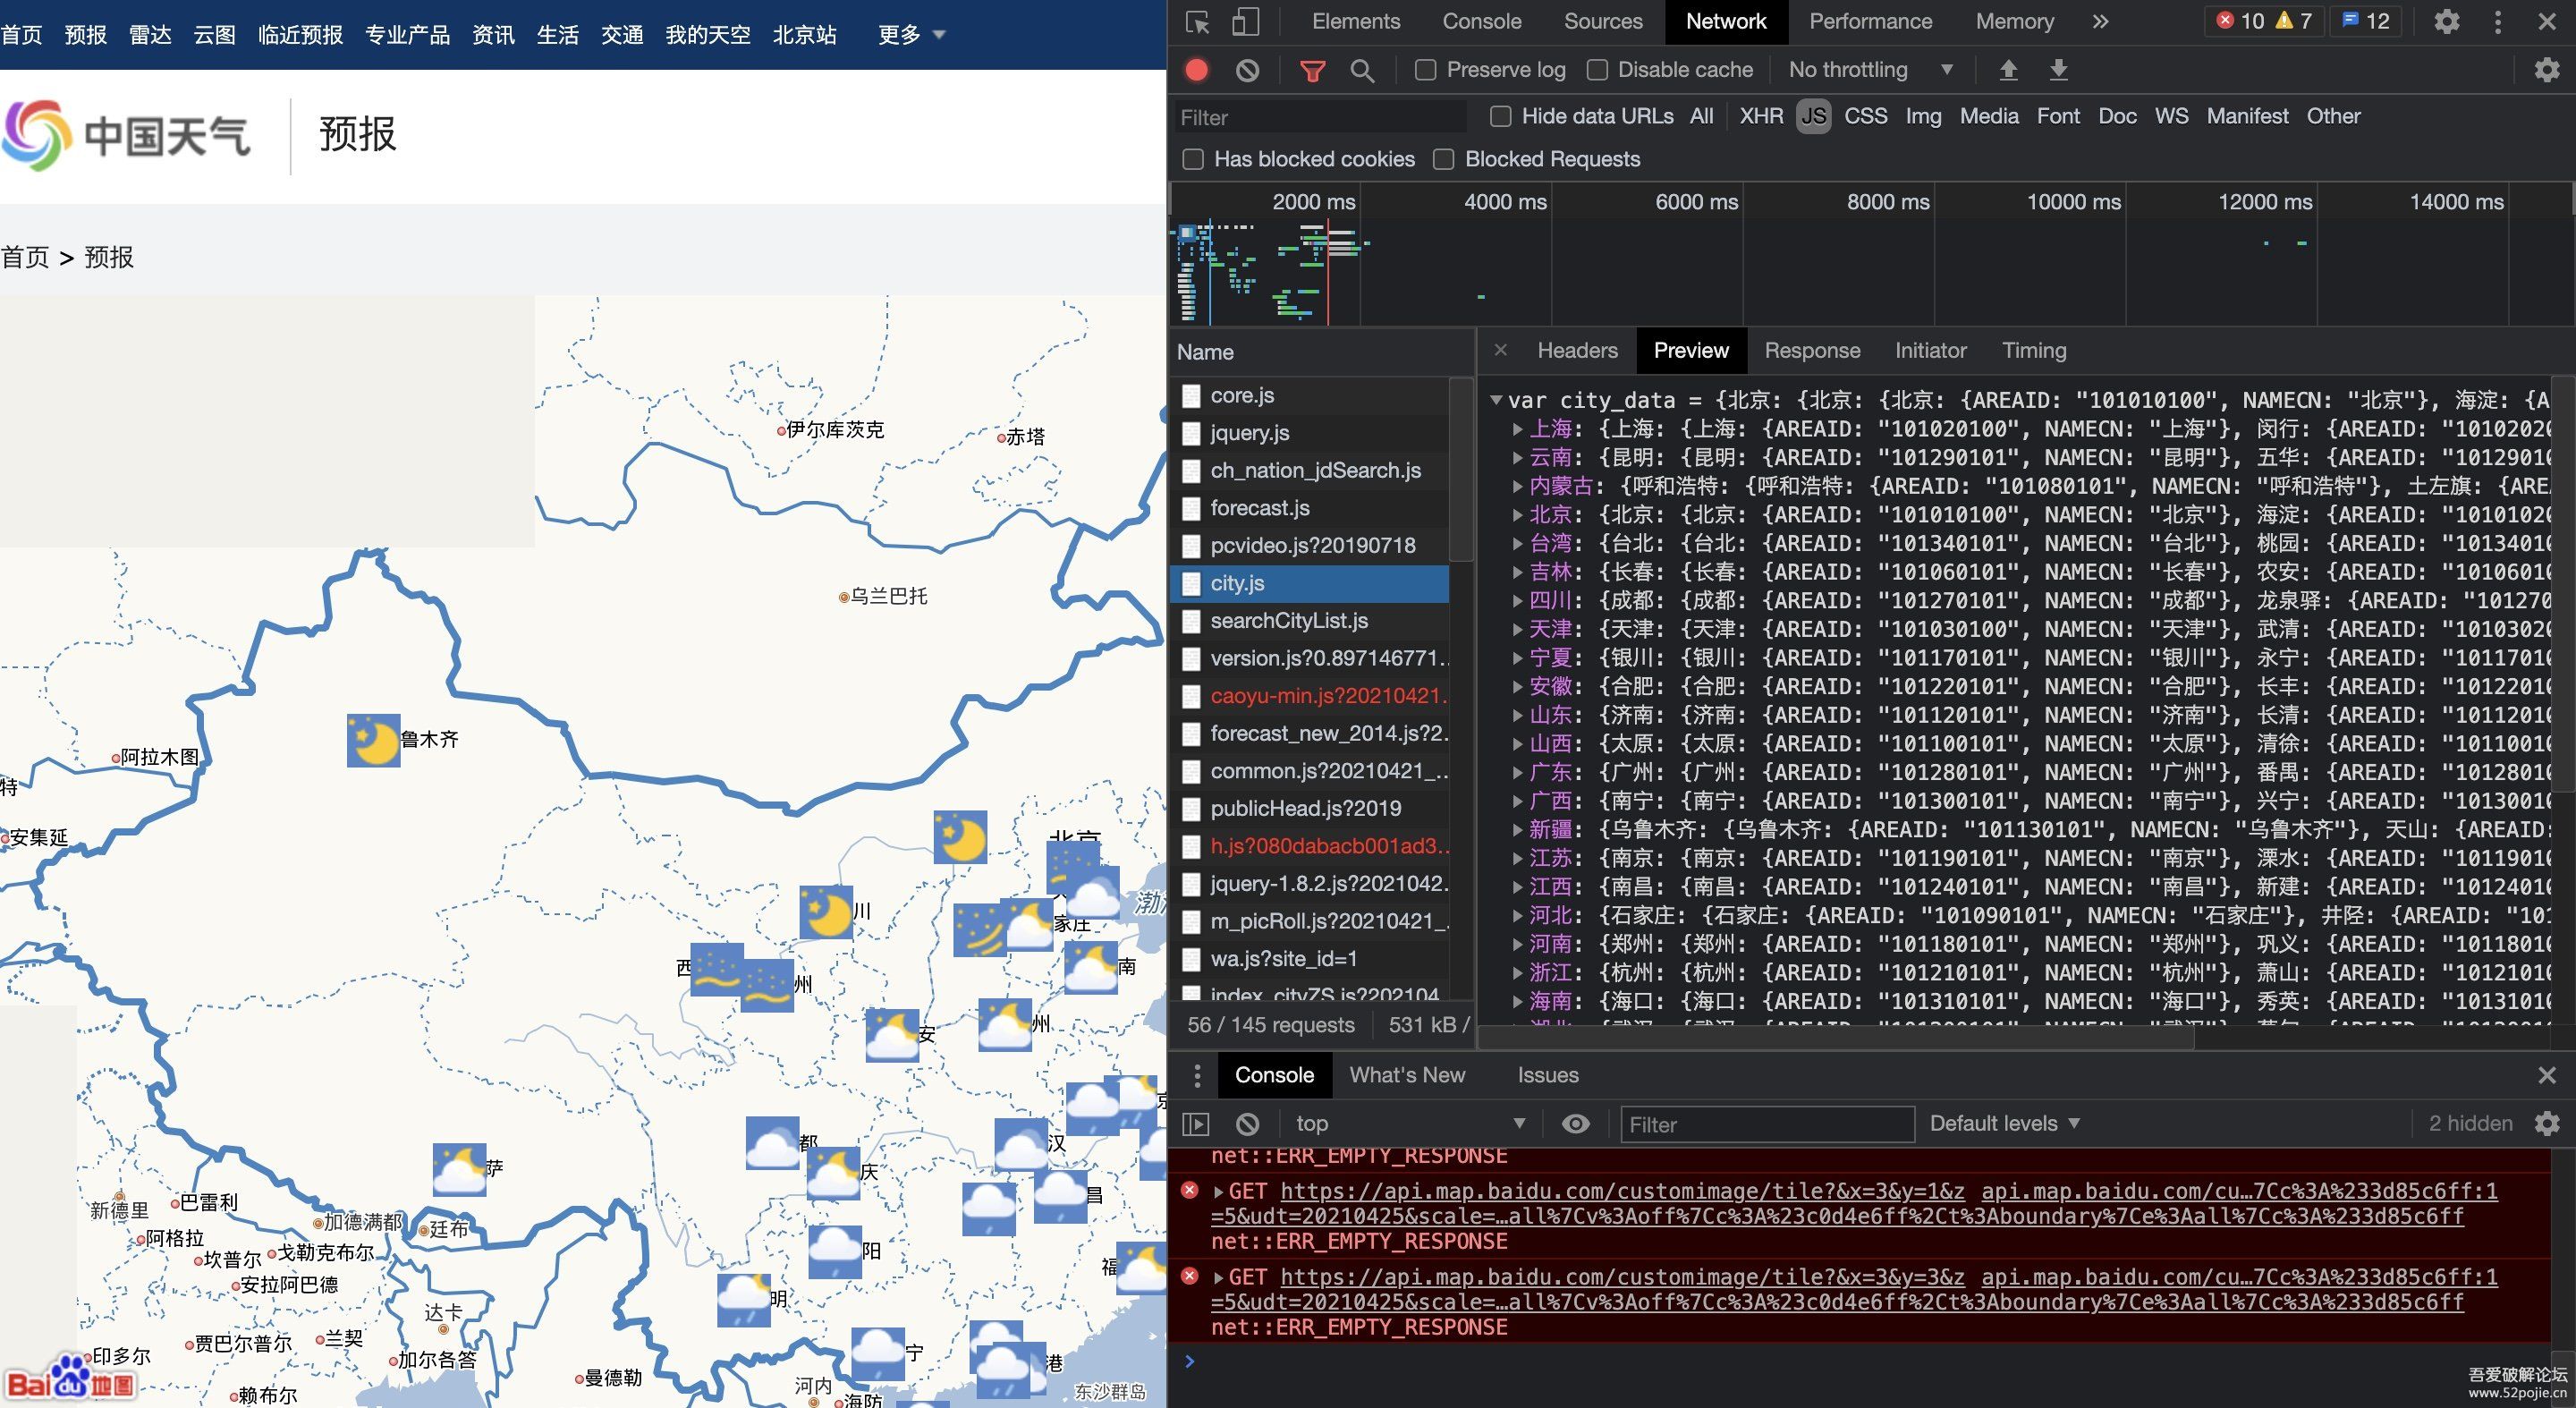 首页 预报 雷达 云图 临近预报 专业产品 资讯 生活 交通 我的天空 北京站 更多
中国天气 预报
首页 > 预报
伊尔库茨克
赤塔
乌兰巴托
鲁木齐
阿拉木图
特
安集延
北京
川
家庄
渤
西
州
南
安
州
萨
都
庆
汉
昌
新德里
巴雷利
加德满都
廷布
阿格拉
坎普尔
戈勒克布尔
安拉阿巴德
阳
福
明
达卡
贾巴尔普尔
兰契
印多尔
加尔各答
宁
港
曼德勒
河内
海防
东沙群岛
赖布尔
Bai du 地图
Elements Console Sources Network Performance Memory » 10 7 12
Preserve log Disable cache No throttling
Filter Hide data URLs All XHR JS CSS Img Media Font Doc WS Manifest Other
Has blocked cookies Blocked Requests
2000 ms 4000 ms 6000 ms 8000 ms 10000 ms 12000 ms 14000 ms
Name
core.js
jquery.js
ch_nation_jdSearch.js
forecast.js
pcvideo.js?20190718
city.js
searchCityList.js
version.js?0.897146771…
caoyu-min.js?20210421…
forecast_new_2014.js?2…
common.js?20210421_…
publicHead.js?2019
h.js?080dabacb001ad3…
jquery-1.8.2.js?2021042…
m_picRoll.js?20210421_…
wa.js?site_id=1
index_cityZS.js?202104
56 / 145 requests 531 kB /
Headers Preview Response Initiator Timing
var city_data = {北京: {北京: {北京: {AREAID: "101010100", NAMECN: "北京"}, 海淀: {A
上海: {上海: {上海: {AREAID: "101020100", NAMECN: "上海"}, 闵行: {AREAID: "10102020
云南: {昆明: {昆明: {AREAID: "101290101", NAMECN: "昆明"}, 五华: {AREAID: "10129010
内蒙古: {呼和浩特: {呼和浩特: {AREAID: "101080101", NAMECN: "呼和浩特"}, 土左旗: {ARE
北京: {北京: {北京: {AREAID: "101010100", NAMECN: "北京"}, 海淀: {AREAID: "10101020
台湾: {台北: {台北: {AREAID: "101340101", NAMECN: "台北"}, 桃园: {AREAID: "10134010
吉林: {长春: {长春: {AREAID: "101060101", NAMECN: "长春"}, 农安: {AREAID: "10106010
四川: {成都: {成都: {AREAID: "101270101", NAMECN: "成都"}, 龙泉驿: {AREAID: "101270
天津: {天津: {天津: {AREAID: "101030100", NAMECN: "天津"}, 武清: {AREAID: "10103020
宁夏: {银川: {银川: {AREAID: "101170101", NAMECN: "银川"}, 永宁: {AREAID: "10117010
安徽: {合肥: {合肥: {AREAID: "101220101", NAMECN: "合肥"}, 长丰: {AREAID: "10122010
山东: {济南: {济南: {AREAID: "101120101", NAMECN: "济南"}, 长清: {AREAID: "10112010
山西: {太原: {太原: {AREAID: "101100101", NAMECN: "太原"}, 清徐: {AREAID: "10110010
广东: {广州: {广州: {AREAID: "101280101", NAMECN: "广州"}, 番禺: {AREAID: "10128010
广西: {南宁: {南宁: {AREAID: "101300101", NAMECN: "南宁"}, 兴宁: {AREAID: "10130010
新疆: {乌鲁木齐: {乌鲁木齐: {AREAID: "101130101", NAMECN: "乌鲁木齐"}, 天山: {AREAID:
江苏: {南京: {南京: {AREAID: "101190101", NAMECN: "南京"}, 溧水: {AREAID: "10119010
江西: {南昌: {南昌: {AREAID: "101240101", NAMECN: "南昌"}, 新建: {AREAID: "10124010
河北: {石家庄: {石家庄: {AREAID: "101090101", NAMECN: "石家庄"}, 井陉: {AREAID: "101
河南: {郑州: {郑州: {AREAID: "101180101", NAMECN: "郑州"}, 巩义: {AREAID: "10118010
浙江: {杭州: {杭州: {AREAID: "101210101", NAMECN: "杭州"}, 萧山: {AREAID: "10121010
海南: {海口: {海口: {AREAID: "101310101", NAMECN: "海口"}, 秀英: {AREAID: "10131010
Console What's New Issues
top Filter Default levels 2 hidden
net::ERR_EMPTY_RESPONSE
GET https://api.map.baidu.com/customimage/tile?&x=3&y=1&z api.map.baidu.com/cu…7Cc%3A%233d85c6ff:1
=5&udt=20210425&scale=…all%7Cv%3Aoff%7Cc%3A%23c0d4e6ff%2Ct%3Aboundary%7Ce%3Aall%7Cc%3A%233d85c6ff
net::ERR_EMPTY_RESPONSE
GET https://api.map.baidu.com/customimage/tile?&x=3&y=3&z api.map.baidu.com/cu…7Cc%3A%233d85c6ff:1
=5&udt=20210425&scale=…all%7Cv%3Aoff%7Cc%3A%23c0d4e6ff%2Ct%3Aboundary%7Ce%3Aall%7Cc%3A%233d85c6ff
net::ERR_EMPTY_RESPONSE
吾爱破解论坛
www.52pojie.cn